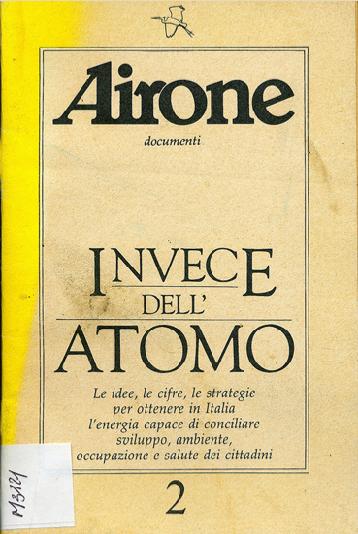 Airone
documenti
INVECE
DELL'
ATOMO
Le idee, le cifre, le strategie
per ottenere in Italia
l'energia capace di conciliare
sviluppo, ambiente,
occupazione e salute dei cittadini
2
M3121